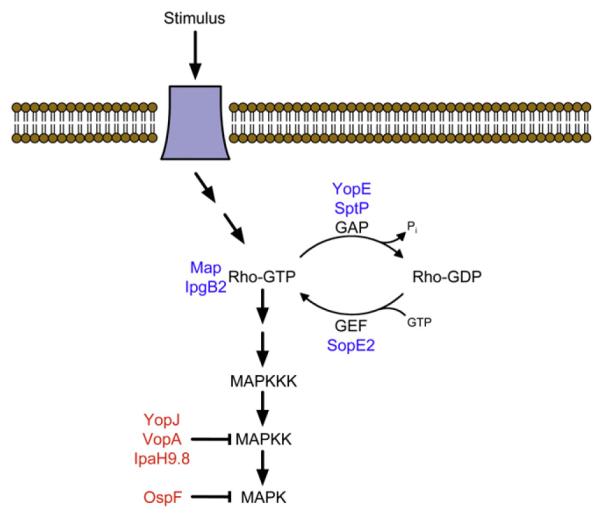 Stimulus
YopE
SptP
GAP
Pi
Map
IpgB2
Rho-GTP
Rho-GDP
GTP
GEF
SopE2
MAPKKK
YopJ
VopA
IpaH9.8
MAPKK
OspF
MAPK